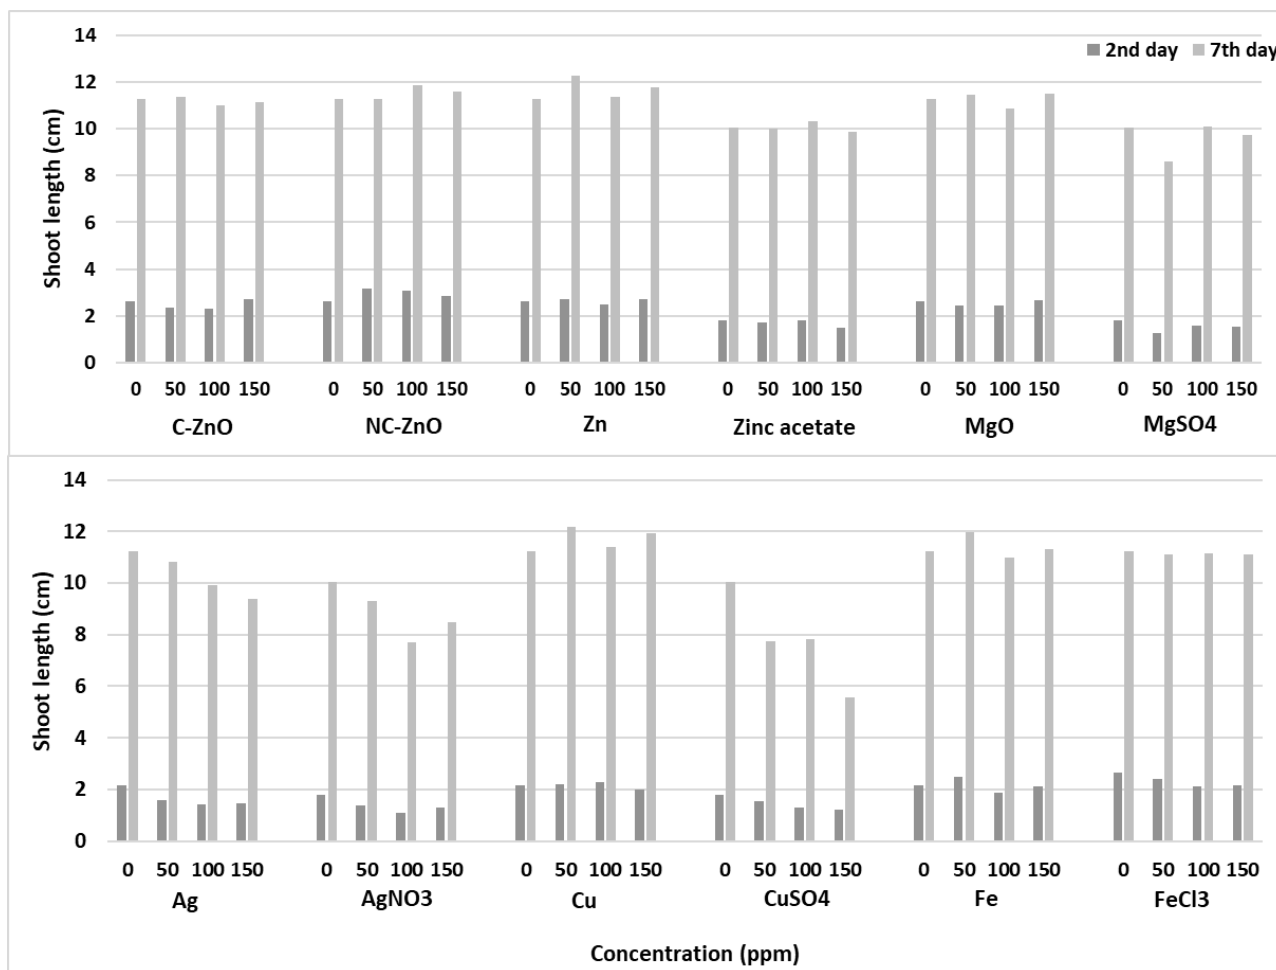 14
2nd day 7th day
12
10
8
6
4
2
0
Shoot length (cm)
0 50 100 150 0 50 100 150 0 50 100 150 0 50 100 150 0 50 100 150 0 50 100 150
C-ZnO NC-ZnO Zn Zinc acetate MgO MgSO4
14
12
10
8
6
4
2
0
Shoot length (cm)
0 50 100 150 0 50 100 150 0 50 100 150 0 50 100 150 0 50 100 150 0 50 100 150
Ag AgNO3 Cu CuSO4 Fe FeCl3
Concentration (ppm)